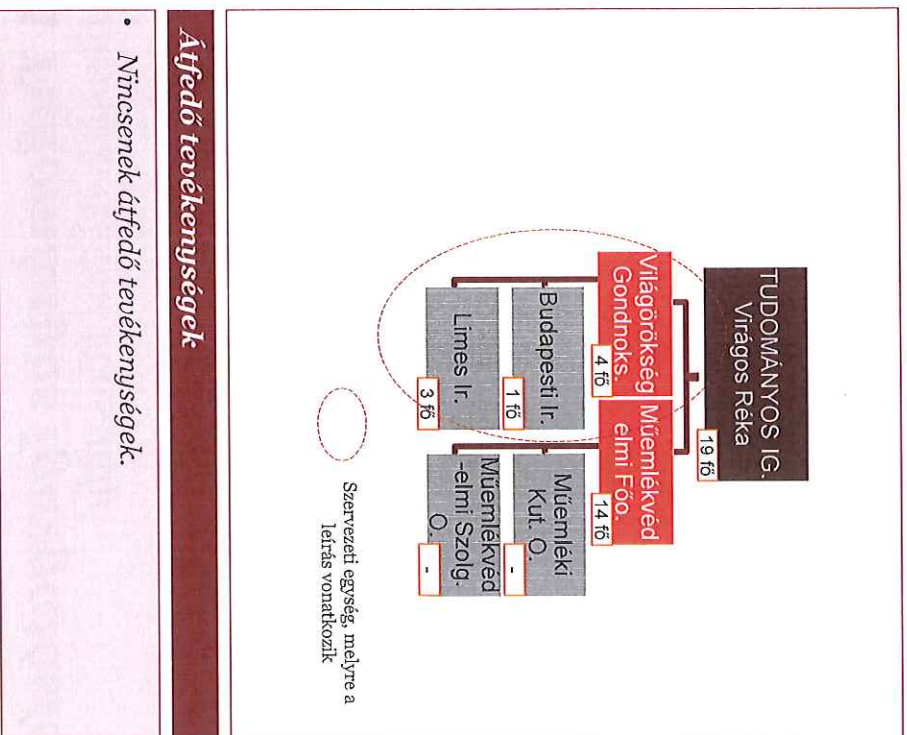 TUDOMÁNYOS IG.
Virágos Réka
19 fő
Világörökség
Gondnoks.
4 fő
Műemlékvéd
elmi Főo.
14 fő
Budapesti Ir.
1 fő
Limes Ir.
3 fő
Műemléki
Kut. O.
-
Műemlékvéd
-elmi Szolg.
O.
-
Szervezeti egység, melyre a
leírás vonatkozik
Átfedő tevékenységek
• Nincsenek átfedő tevékenységek.